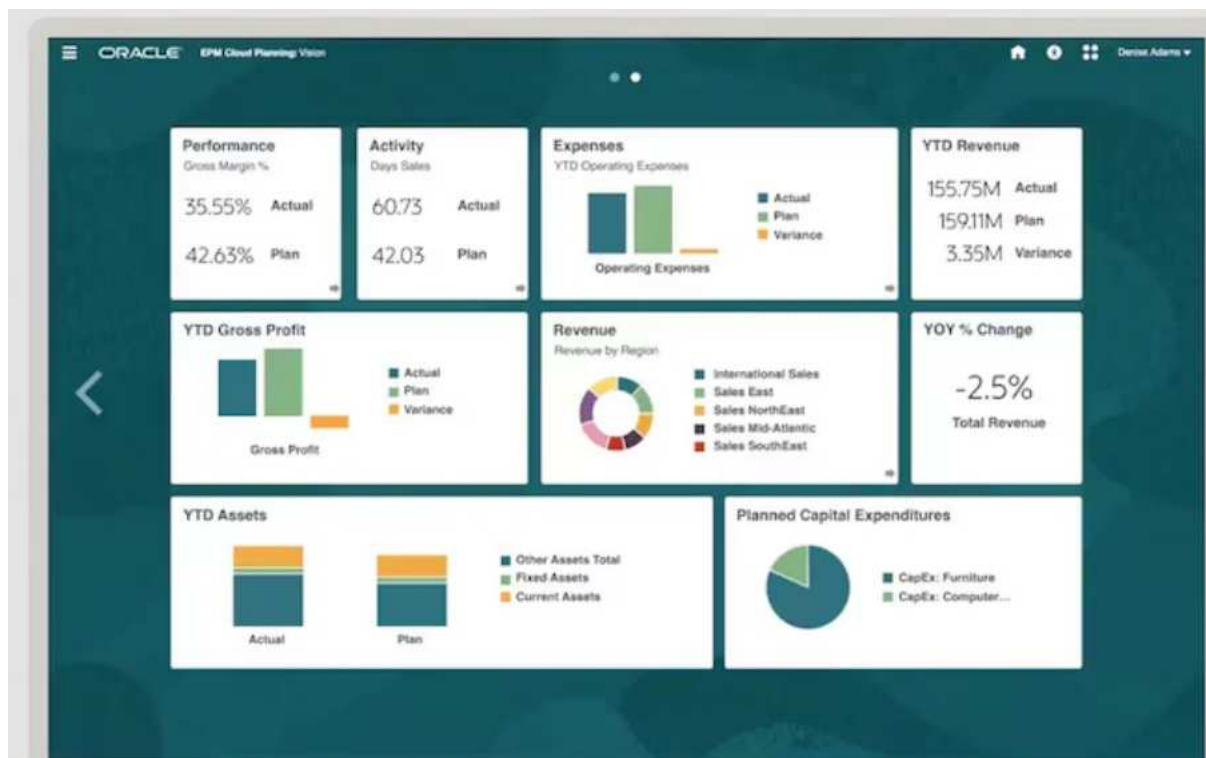 ORACLE EPM Cloud Planning: Vision
Denise Adams
Performance
Gross Margin %
35.55% Actual
42.63% Plan
Activity
Days Sales
60.73 Actual
42.03 Plan
Expenses
YTD Operating Expenses
Actual
Plan
Variance
Operating Expenses
YTD Revenue
155.75M Actual
159.11M Plan
3.35M Variance
YTD Gross Profit
Actual
Plan
Variance
Gross Profit
Revenue
Revenue by Region
International Sales
Sales East
Sales NorthEast
Sales Mid-Atlantic
Sales SouthEast
YOY % Change
-2.5%
Total Revenue
YTD Assets
Other Assets Total
Fixed Assets
Current Assets
Actual
Plan
Planned Capital Expenditures
CapEx: Furniture
CapEx: Computer...